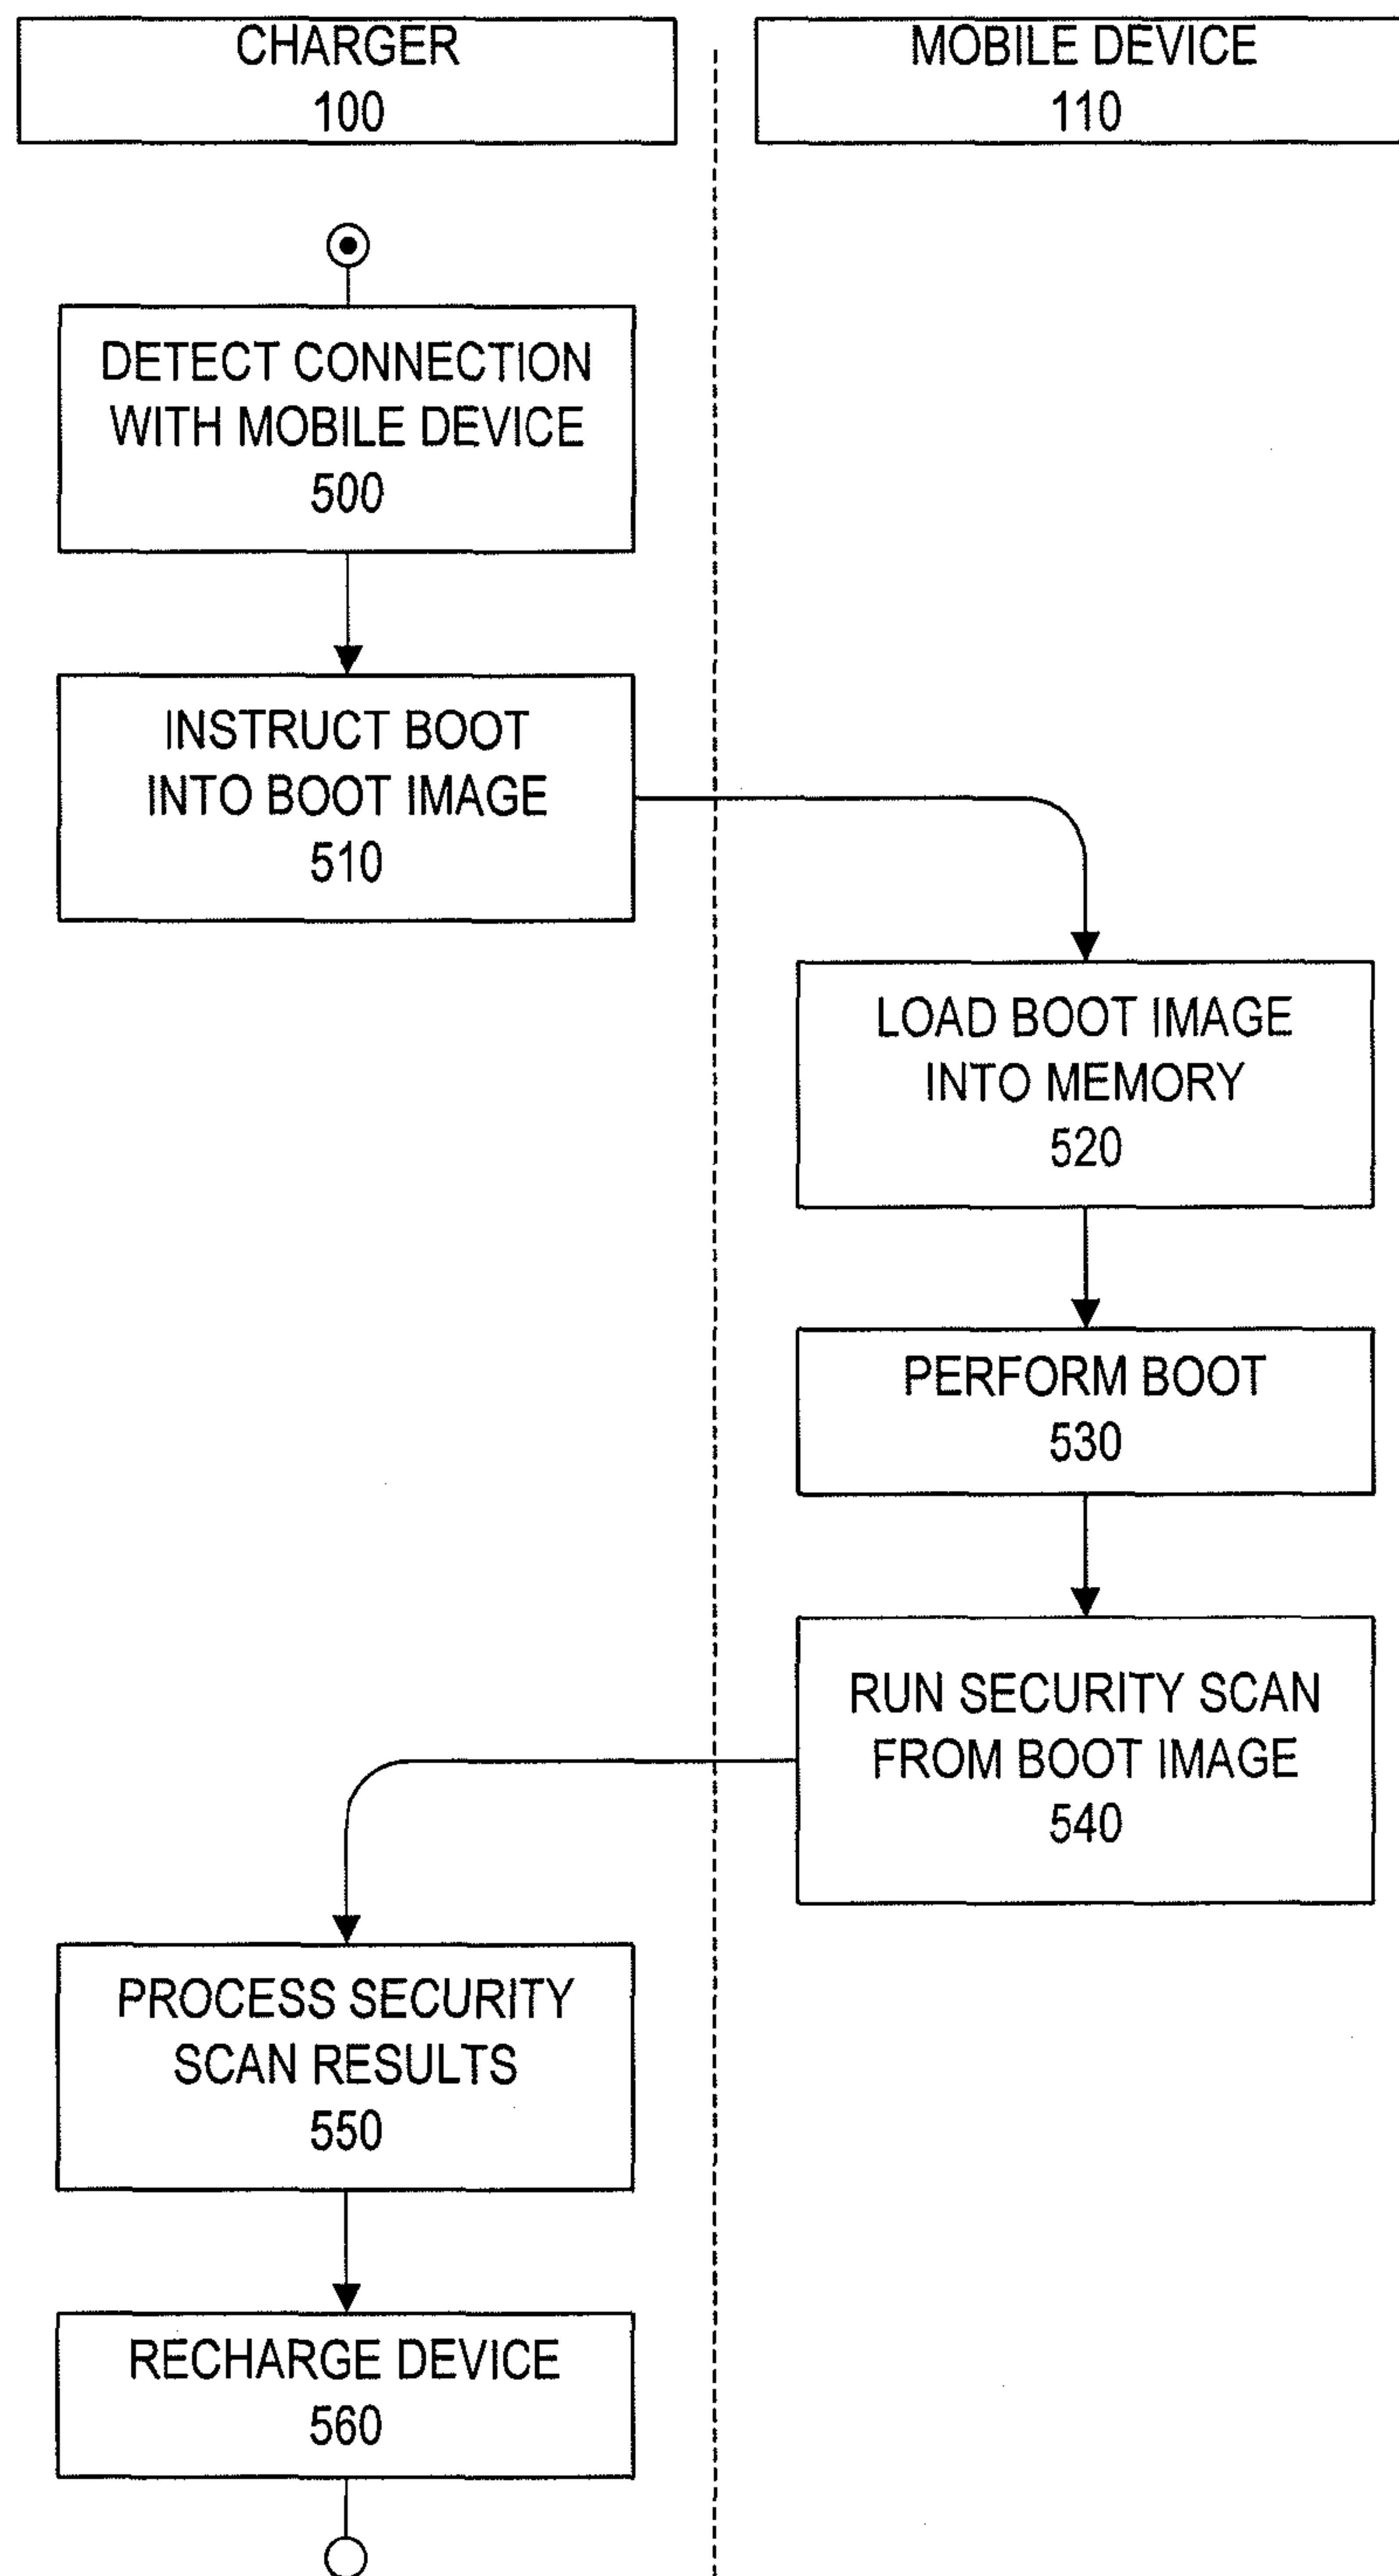 CHARGER
100
MOBILE DEVICE
110
DETECT CONNECTION
WITH MOBILE DEVICE
500
INSTRUCT BOOT
INTO BOOT IMAGE
510
LOAD BOOT IMAGE
INTO MEMORY
520
PERFORM BOOT
530
RUN SECURITY SCAN
FROM BOOT IMAGE
540
PROCESS SECURITY
SCAN RESULTS
550
RECHARGE DEVICE
560